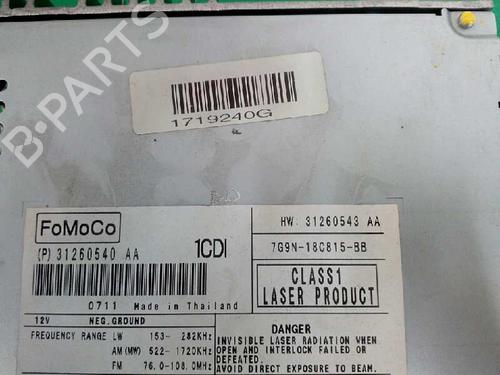 B-PARTS
1719240G
FoMoCo
(P) 31260540 AA
1CDI
0711 Made in Thailand
HW: 31260543 AA
7G9N-18C815-BB
CLASS1
LASER PRODUCT
12V NEG.GROUND
FREQUENCY RANGE LW 153- 282KHz
AM (MW) 522-1720KHz
FM 76.0-108.0MHz
DANGER
INVISIBLE LASER RADIATION WHEN
OPEN AND INTERLOCK FAILED OR
DEFEATED.
AVOID DIRECT EXPOSURE TO BEAM.